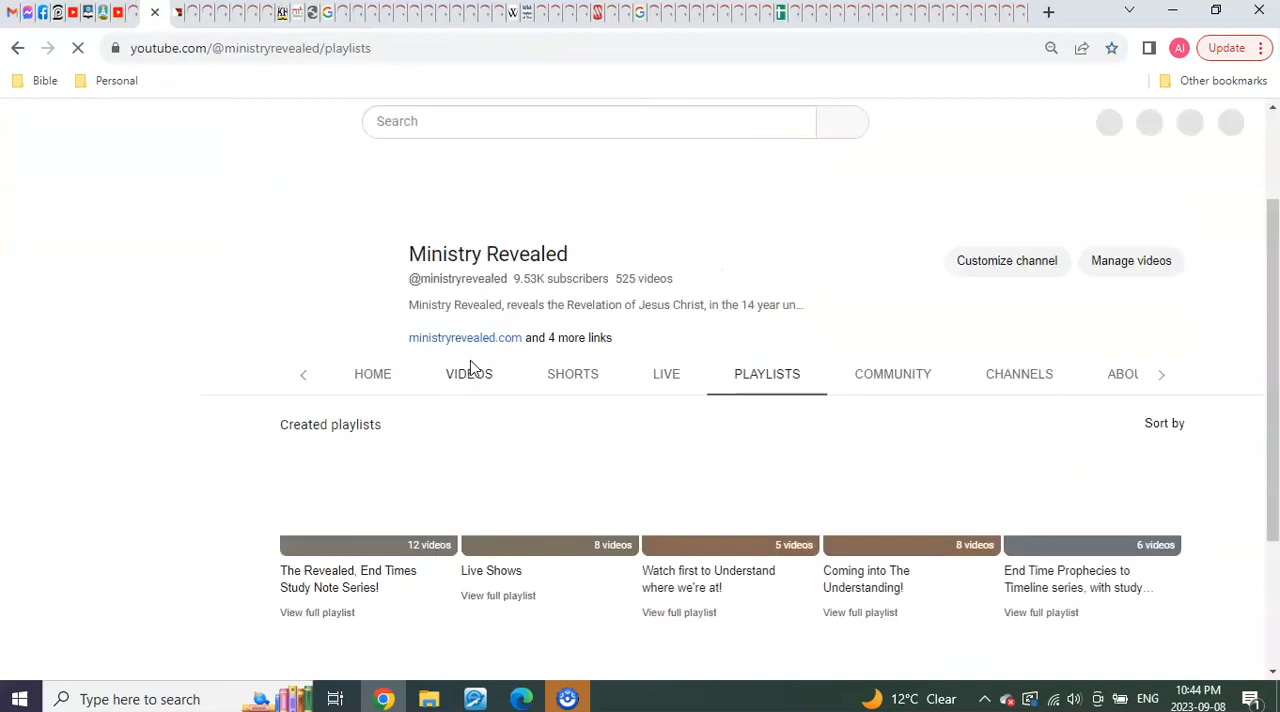 youtube.com/@ministryrevealed/playlists
AI
Update
Bible
Personal
Other bookmarks
Search
Ministry Revealed
@ministryrevealed 9.53K subscribers 525 videos
Customize channel
Manage videos
Ministry Revealed, reveals the Revelation of Jesus Christ, in the 14 year un...
ministryrevealed.com and 4 more links
HOME VIDEOS SHORTS LIVE PLAYLISTS COMMUNITY CHANNELS ABOU
Created playlists
Sort by
12 videos
8 videos
5 videos
8 videos
6 videos
The Revealed, End Times
Study Note Series!
View full playlist
Live Shows
View full playlist
Watch first to Understand
where we're at!
View full playlist
Coming into The
Understanding!
View full playlist
End Time Prophecies to
Timeline series, with study...
View full playlist
Type here to search
12°C Clear
ENG
10:44 PM
2023-09-08
1